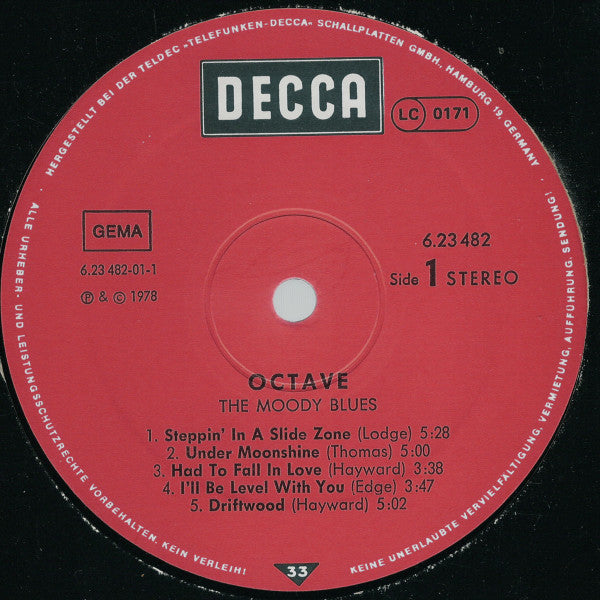 HERGESTELLT BEI DER TELDEC »TELEFUNKEN-DECCA« SCHALLPLATTEN GMBH., HAMBURG 19, GERMANY
DECCA
LC 0171
GEMA
6.23 482-01-1
Ⓟ & © 1978
6.23 482
Side 1 STEREO
OCTAVE
THE MOODY BLUES
1. Steppin' In A Slide Zone (Lodge) 5:28
2. Under Moonshine (Thomas) 5:00
3. Had To Fall In Love (Hayward) 3:38
4. I'll Be Level With You (Edge) 3:47
5. Driftwood (Hayward) 5:02
33
ALLE URHEBER- UND LEISTUNGSSCHUTZRECHTE VORBEHALTEN. KEIN VERLEIH!
KEINE UNERLAUBTE VERVIELFÄLTIGUNG, VERMIETUNG, AUFFÜHRUNG, SENDUNG!